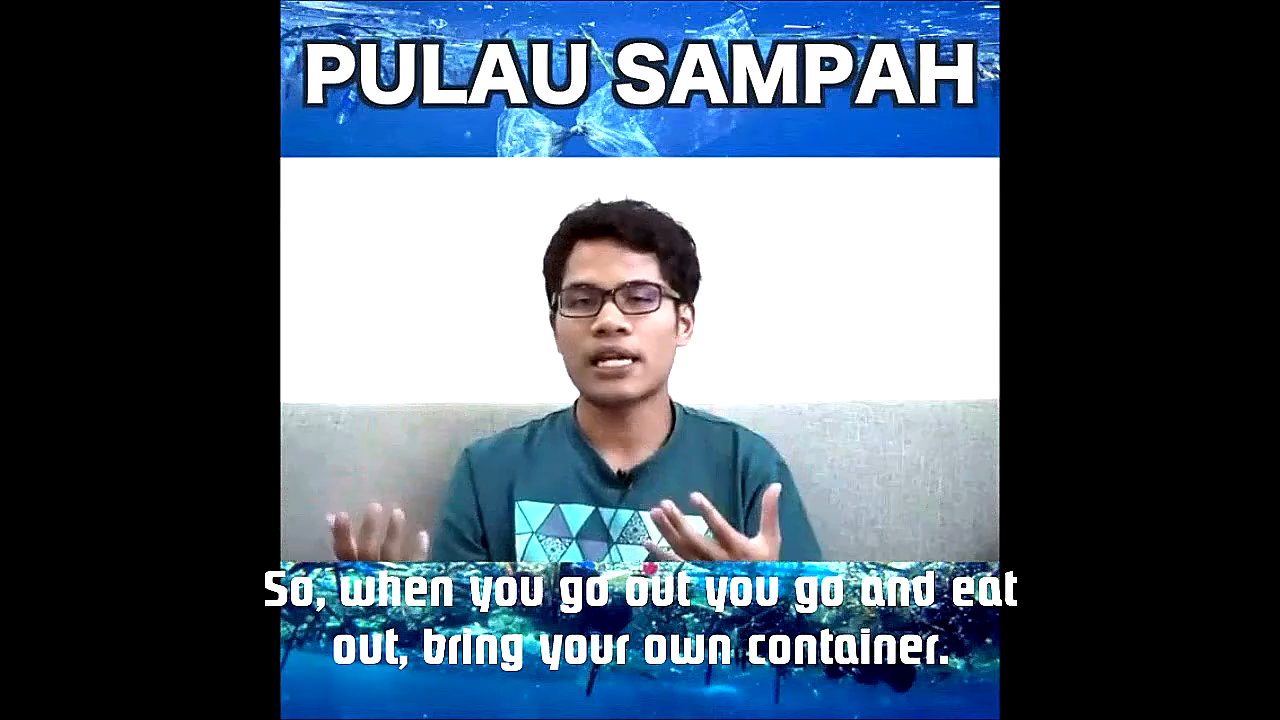 PULAU SAMPAH
So, when you go out you go and eat
out, bring your own container.